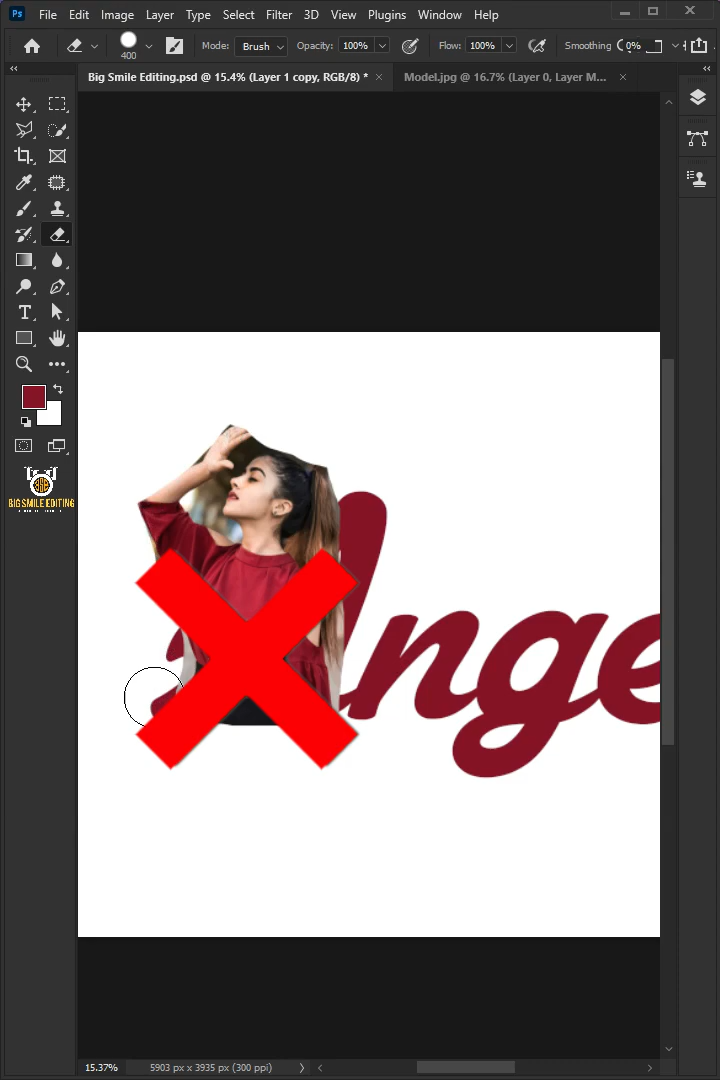 Ps File Edit Image Layer Type Select Filter 3D View Plugins Window Help
400 Mode: Brush Opacity: 100% Flow: 100% Smoothing 0%
Big Smile Editing.psd @ 15.4% (Layer 1 copy, RGB/8) * × Model.jpg @ 16.7% (Layer 0, Layer M... ×
T
BSE
BIG SMILE EDITING
nge
15.37% 5903 px x 3935 px (300 ppi)